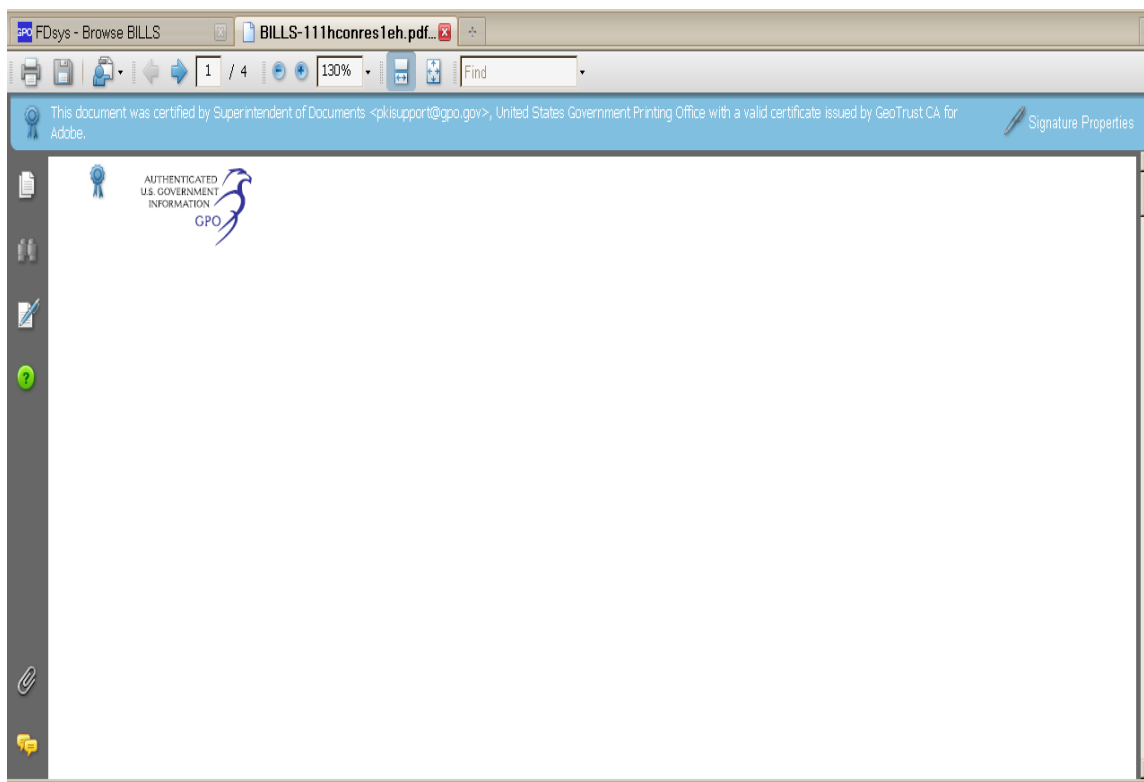 GPO FDsys - Browse BILLS
BILLS-111hconres1eh.pdf...
1 / 4 130% Find
This document was certified by Superintendent of Documents <pkisupport@gpo.gov>, United States Government Printing Office with a valid certificate issued by GeoTrust CA for
Adobe.
Signature Properties
AUTHENTICATED
U.S. GOVERNMENT
INFORMATION
GPO